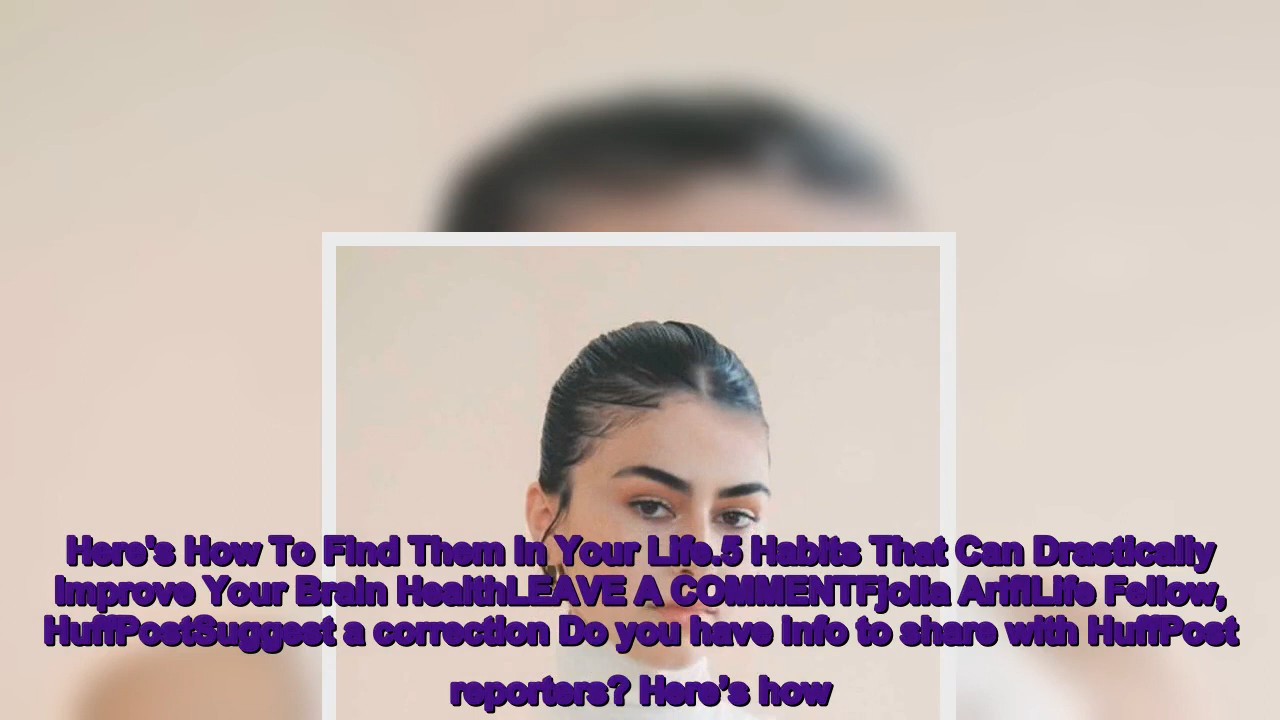 Here's How To Find Them In Your Life.5 Habits That Can Drastically
Improve Your Brain HealthLEAVE A COMMENTFjolla ArifiLife Fellow,
HuffPostSuggest a correction Do you have info to share with HuffPost
reporters? Here’s how